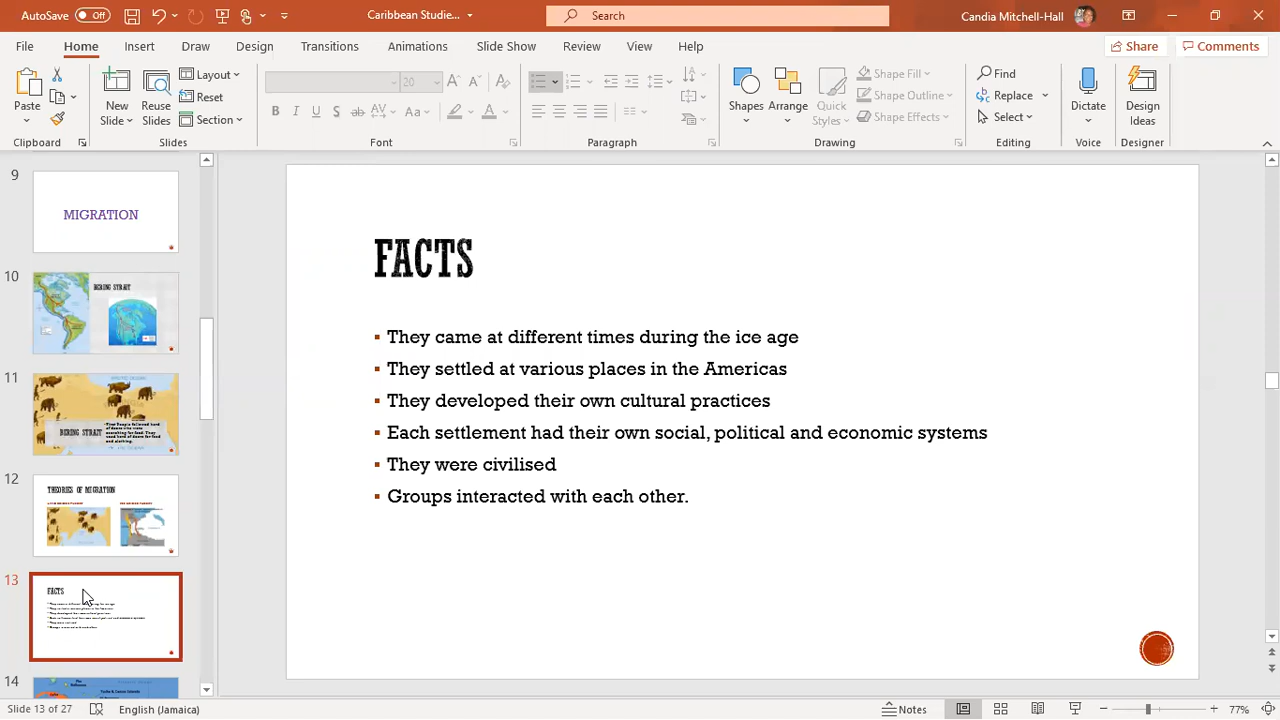 AutoSave Off Caribbean Studie... Search Candia Mitchell-Hall
File Home Insert Draw Design Transitions Animations Slide Show Review View Help Share Comments
Paste New Slide Reuse Slides Layout Reset Section 20 Shapes Arrange Quick Styles Shape Fill Shape Outline Shape Effects Find Replace Select Dictate Design Ideas
Clipboard Slides Font Paragraph Drawing Editing Voice Designer
9
MIGRATION
10
BERING STRAIT
11
BERING STRAIT
12
THEORIES OF MIGRATION
13
FACTS
14
FACTS
They came at different times during the ice age
They settled at various places in the Americas
They developed their own cultural practices
Each settlement had their own social, political and economic systems
They were civilised
Groups interacted with each other.
Slide 13 of 27 English (Jamaica) Notes 77%